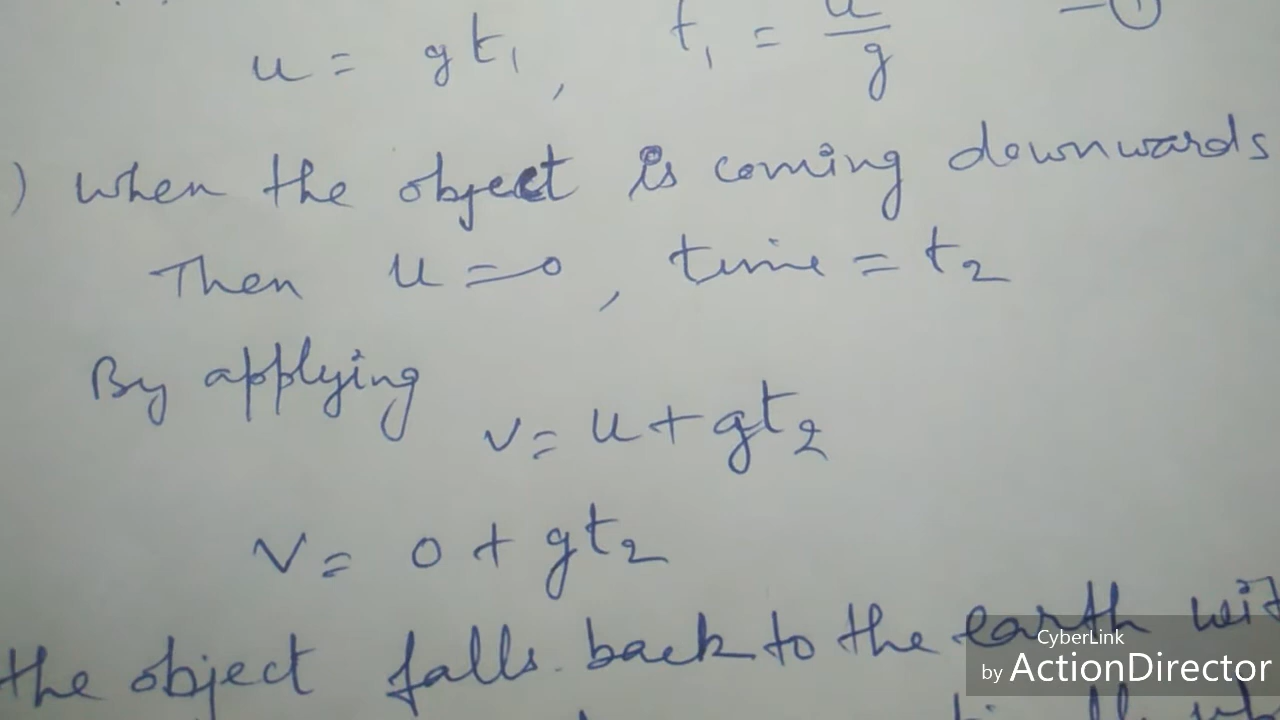 u = gt₁, t₁ = u/g —①
) when the object is coming downwards
Then u = 0, time = t₂
By applying
v = u + gt₂
v = 0 + gt₂
the object falls back to the earth
CyberLink
by ActionDirector